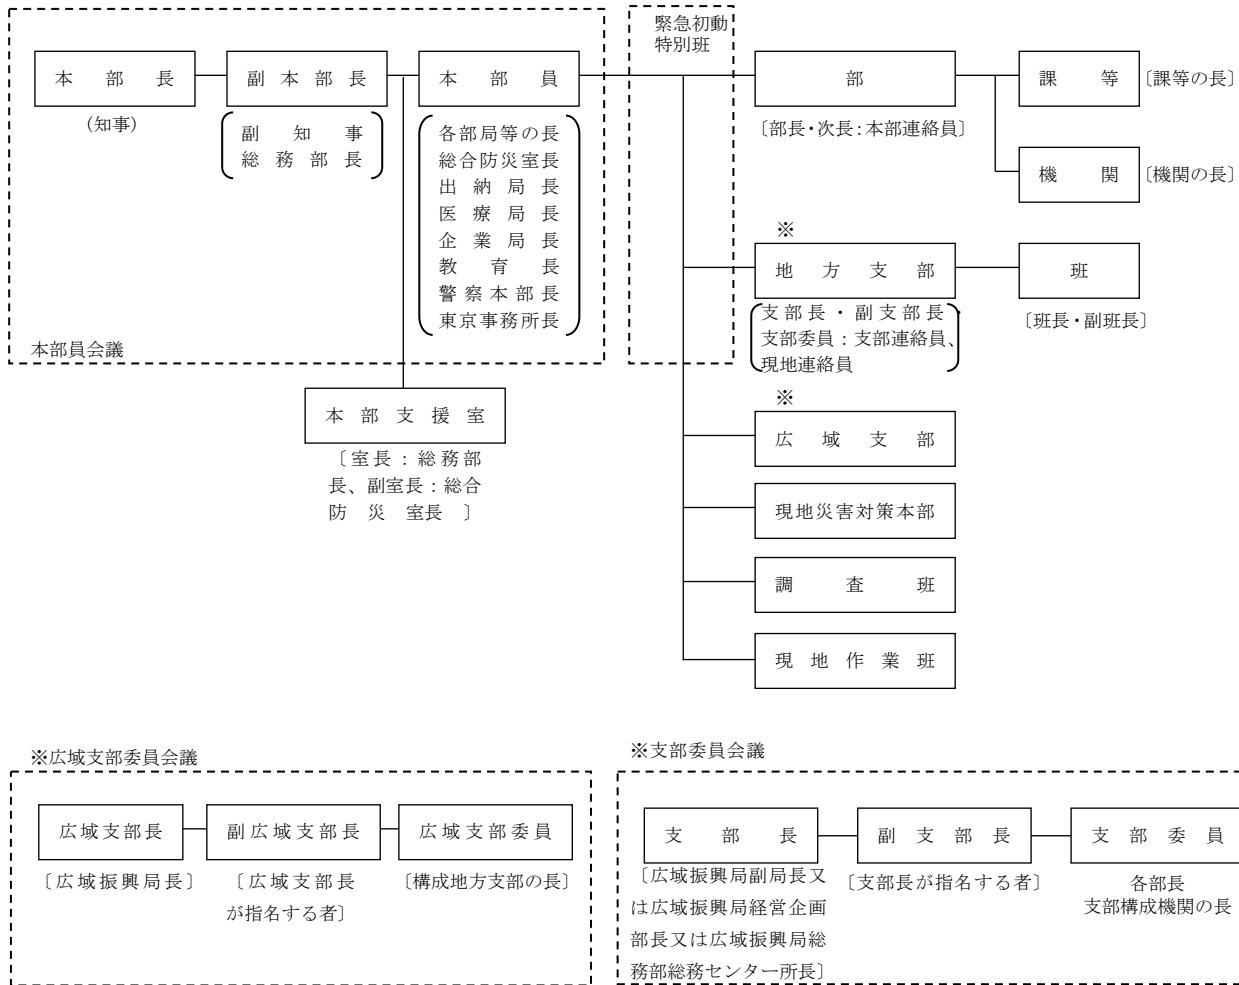 緊急初動
特別班
本部長
副本部長
本部員
部
課等
〔課等の長〕
(知事)
副知事
総務部長
各部局等の長
総合防災室長
出納局長
医療局長
企業局長
教育長
警察本部長
東京事務所長
〔部長・次長:本部連絡員〕
機関
〔機関の長〕
※
地方支部
班
支部長・副支部長・
支部委員:支部連絡員、
現地連絡員
〔班長・副班長〕
本部員会議
本部支援室
〔室長:総務部
長、副室長:総合
防災室長〕
※
広域支部
現地災害対策本部
調査班
現地作業班
※広域支部委員会議
広域支部長
副広域支部長
広域支部委員
〔広域振興局長〕
〔広域支部長
が指名する者〕
〔構成地方支部の長〕
※支部委員会議
支部長
副支部長
支部委員
〔広域振興局副局長又
は広域振興局経営企画
部長又は広域振興局総
務部総務センター所長〕
〔支部長が指名する者〕
各部長
支部構成機関の長